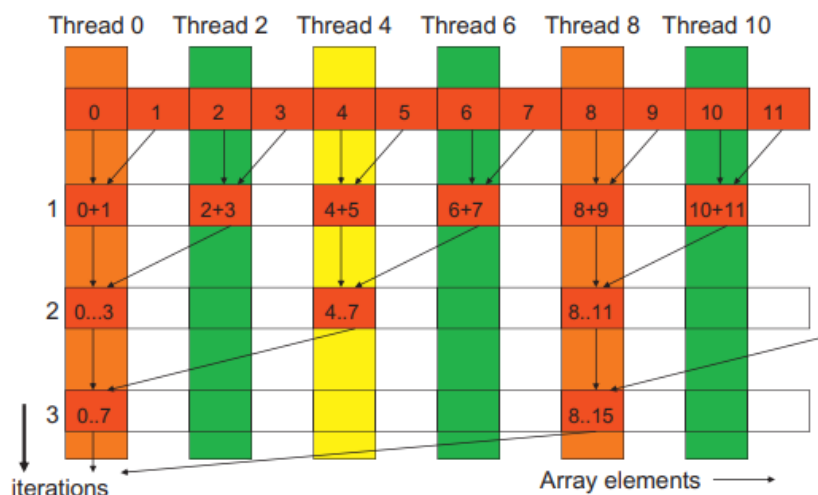 Thread 0 Thread 2 Thread 4 Thread 6 Thread 8 Thread 10
0 1 2 3 4 5 6 7 8 9 10 11
1 0+1 2+3 4+5 6+7 8+9 10+11
2 0...3 4..7 8..11
3 0..7 8..15
iterations Array elements